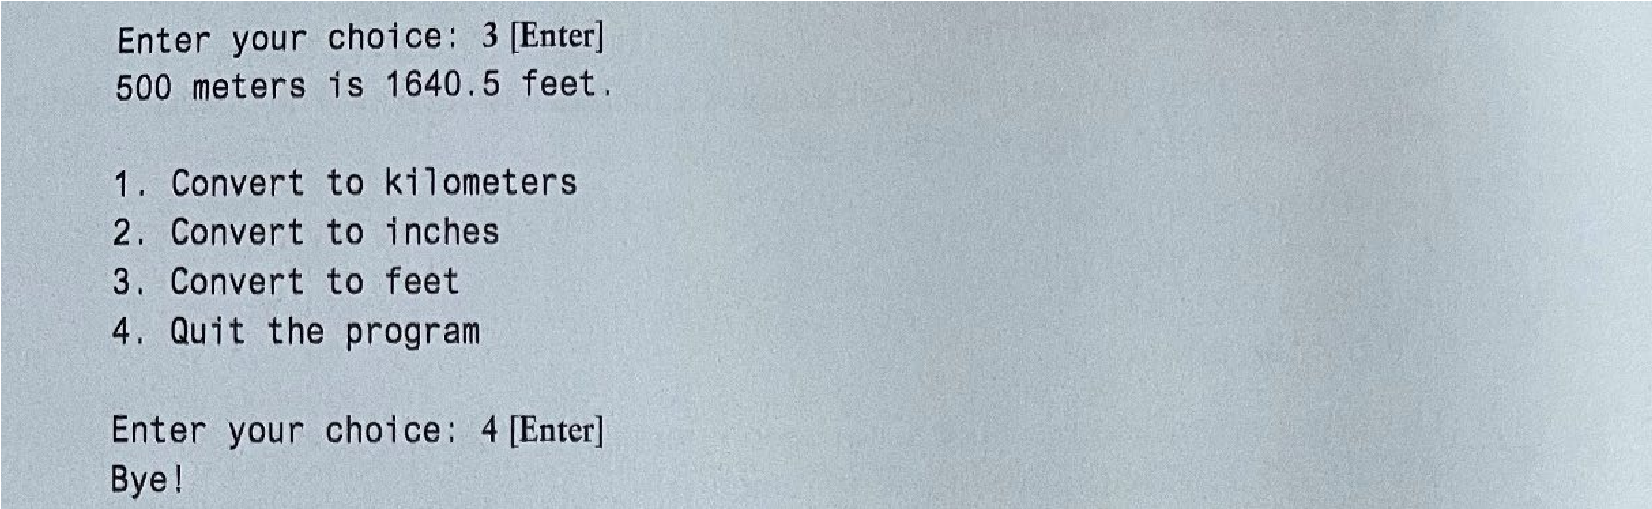 Enter your choice: 3 [Enter]
500 meters is 1640.5 feet.
1. Convert to kilometers
2. Convert to inches
3. Convert to feet
4. Quit the program
Enter your choice: 4 [Enter]
Bye!